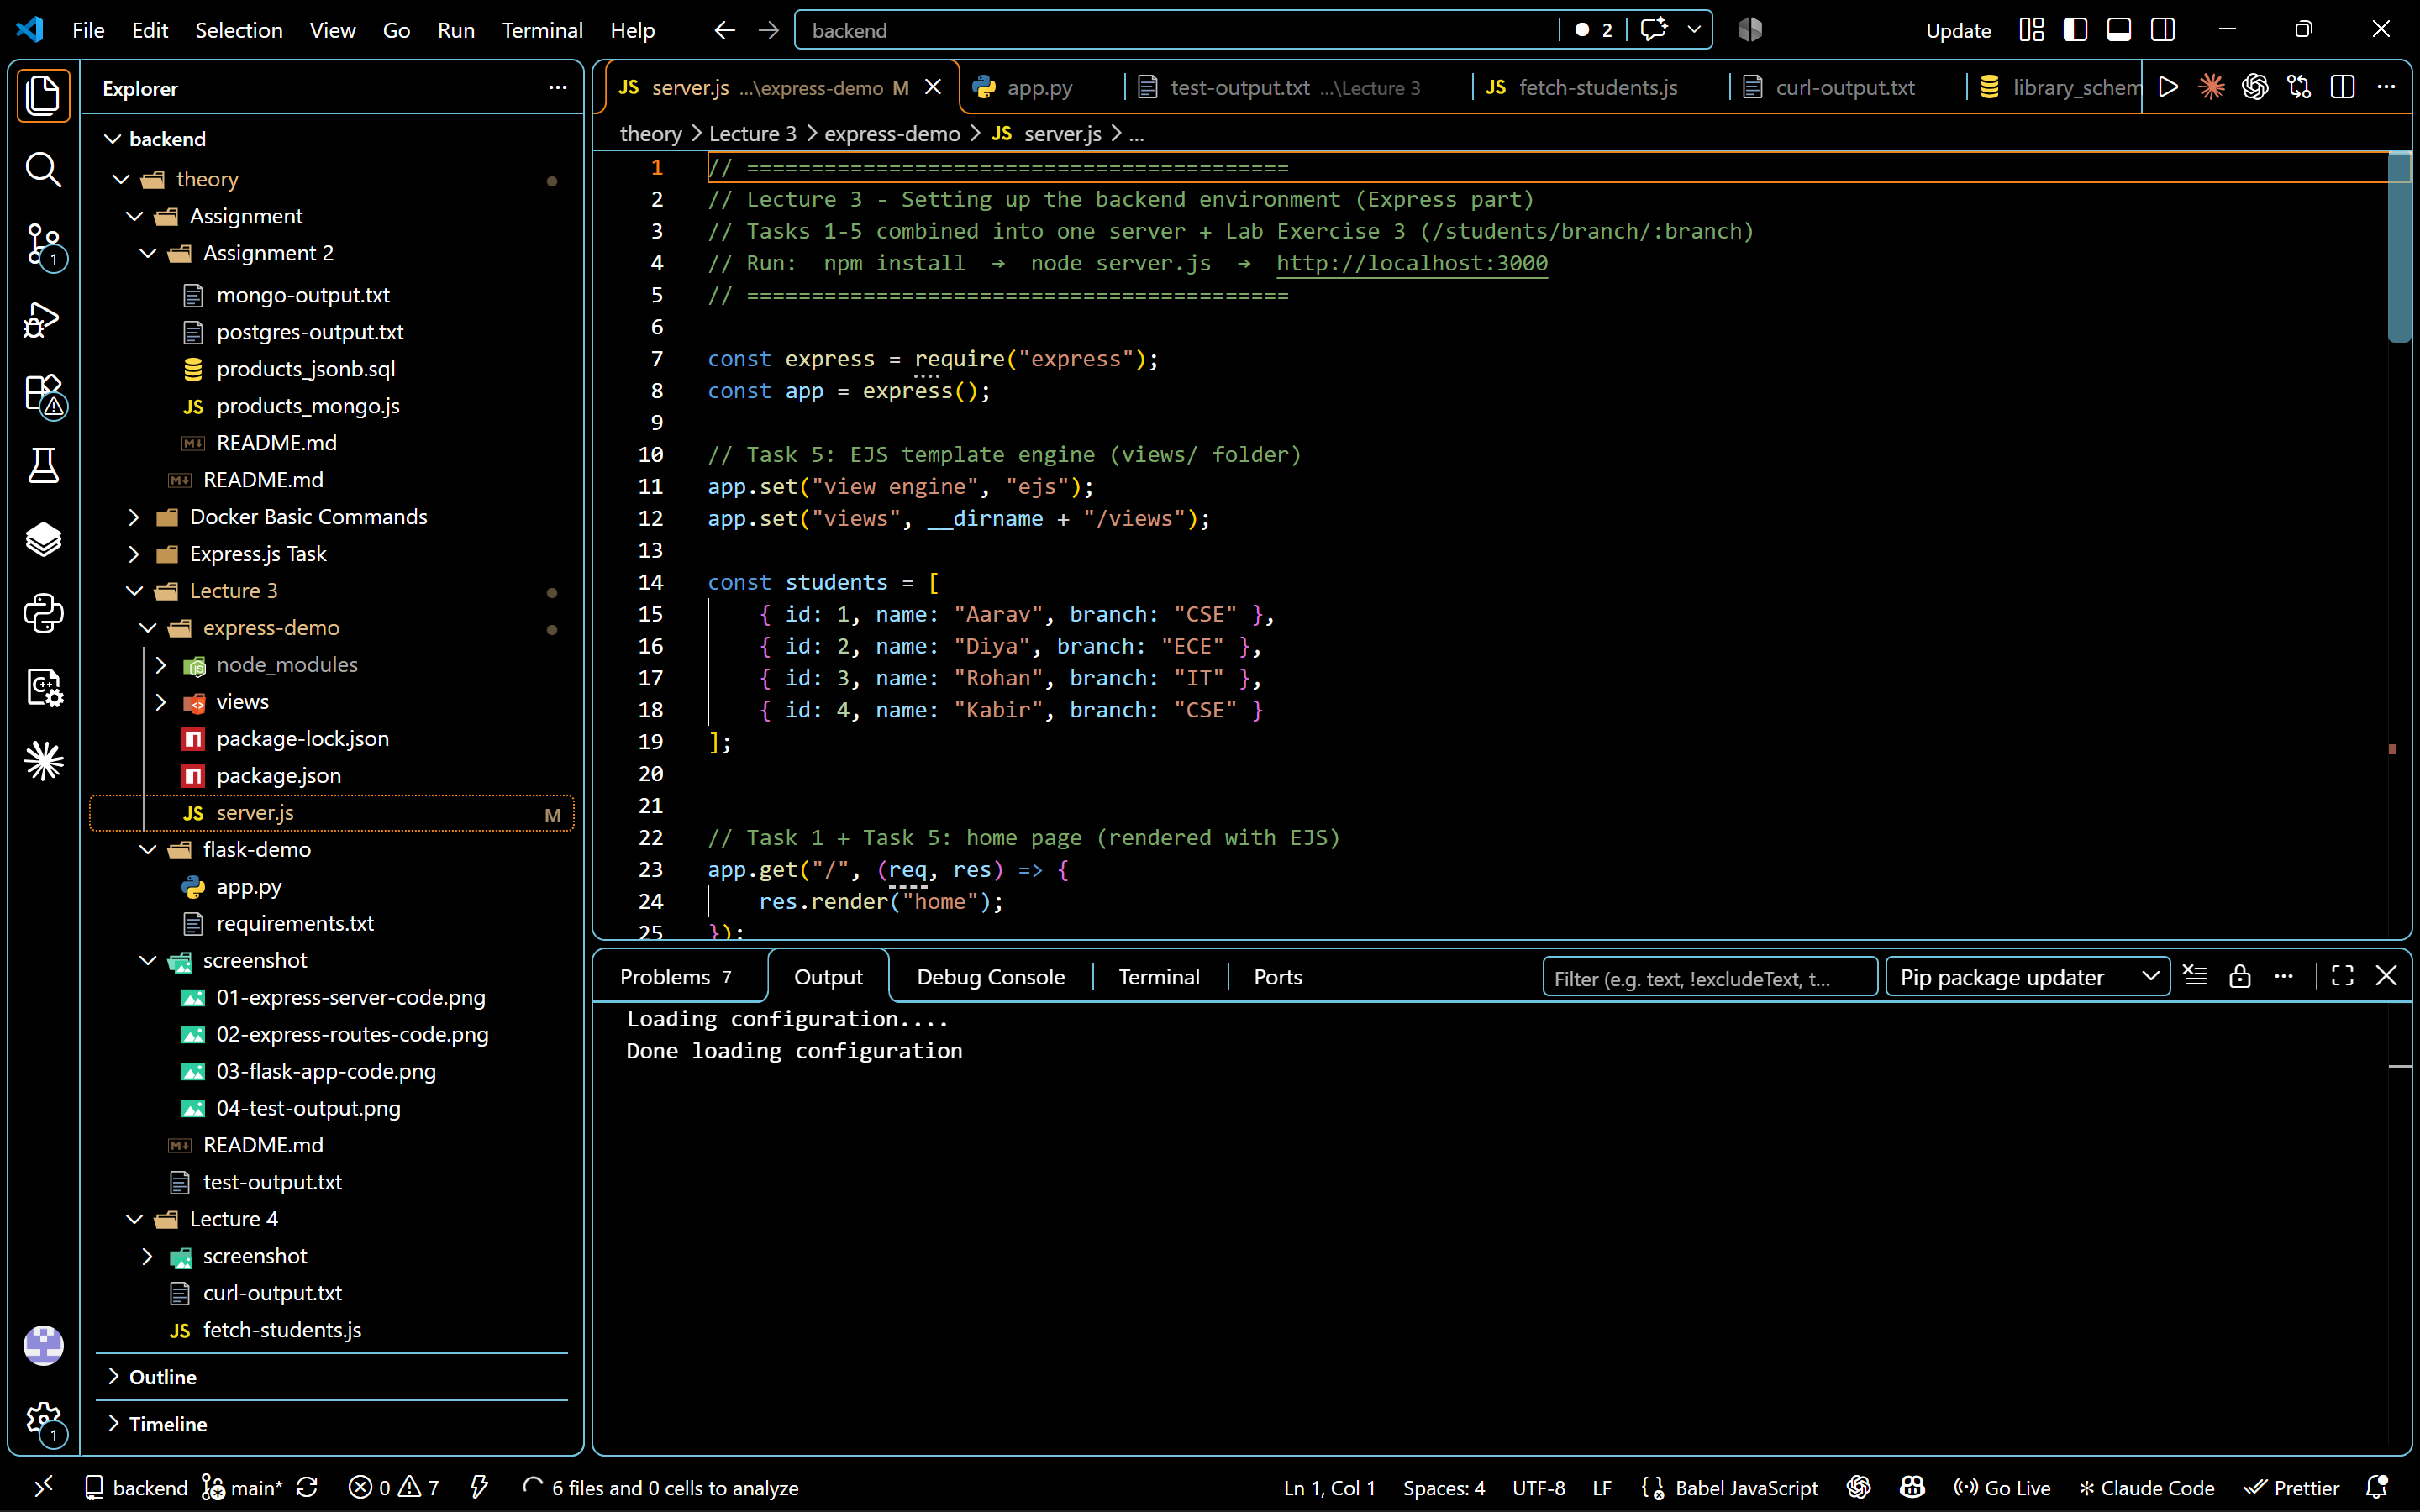 File Edit Selection View Go Run Terminal Help
backend
2
Update
Explorer
backend
theory
Assignment
Assignment 2
mongo-output.txt
postgres-output.txt
products_jsonb.sql
JS products_mongo.js
README.md
README.md
Docker Basic Commands
Express.js Task
Lecture 3
express-demo
node_modules
views
package-lock.json
package.json
JS server.js M
flask-demo
app.py
requirements.txt
screenshot
01-express-server-code.png
02-express-routes-code.png
03-flask-app-code.png
04-test-output.png
README.md
test-output.txt
Lecture 4
screenshot
curl-output.txt
JS fetch-students.js
Outline
Timeline
1
1
JS server.js ...\express-demo M
app.py
test-output.txt ...\Lecture 3
JS fetch-students.js
curl-output.txt
library_schem
theory > Lecture 3 > express-demo > JS server.js > ...
1 // ==========================================
2 // Lecture 3 - Setting up the backend environment (Express part)
3 // Tasks 1-5 combined into one server + Lab Exercise 3 (/students/branch/:branch)
4 // Run:  npm install  →  node server.js  →  http://localhost:3000
5 // ==========================================
6
7 const express = require("express");
8 const app = express();
9
10 // Task 5: EJS template engine (views/ folder)
11 app.set("view engine", "ejs");
12 app.set("views", __dirname + "/views");
13
14 const students = [
15     { id: 1, name: "Aarav", branch: "CSE" },
16     { id: 2, name: "Diya", branch: "ECE" },
17     { id: 3, name: "Rohan", branch: "IT" },
18     { id: 4, name: "Kabir", branch: "CSE" }
19 ];
20
21
22 // Task 1 + Task 5: home page (rendered with EJS)
23 app.get("/", (req, res) => {
24     res.render("home");
25 });
Problems 7 Output Debug Console Terminal Ports
Filter (e.g. text, !excludeText, t...
Pip package updater
Loading configuration....
Done loading configuration
backend main* 0 7 6 files and 0 cells to analyze
Ln 1, Col 1 Spaces: 4 UTF-8 LF Babel JavaScript Go Live Claude Code Prettier